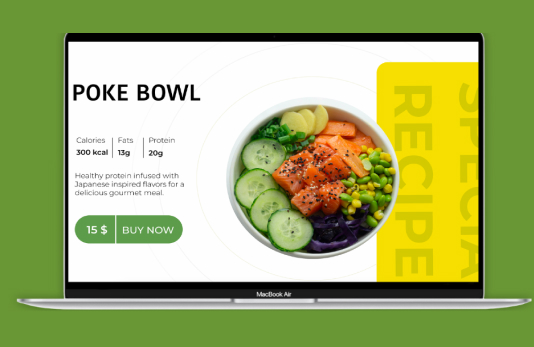 POKE BOWL
Calories
Fats
Protein
300 kcal
13g
20g
Healthy protein infused with
Japanese inspired flavors for a
delicious gourmet meal.
15 $
BUY NOW
SPECIA
RECIPE
MacBook Air